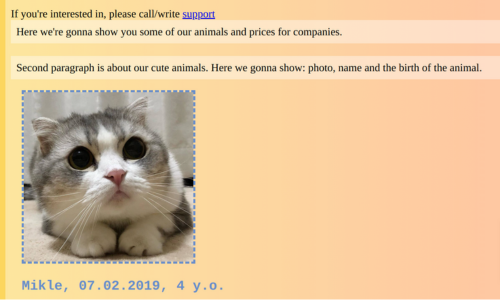 If you're interested in, please call/write support
Here we're gonna show you some of our animals and prices for companies.
Second paragraph is about our cute animals. Here we gonna show: photo, name and the birth of the animal.
Mikle, 07.02.2019, 4 y.o.